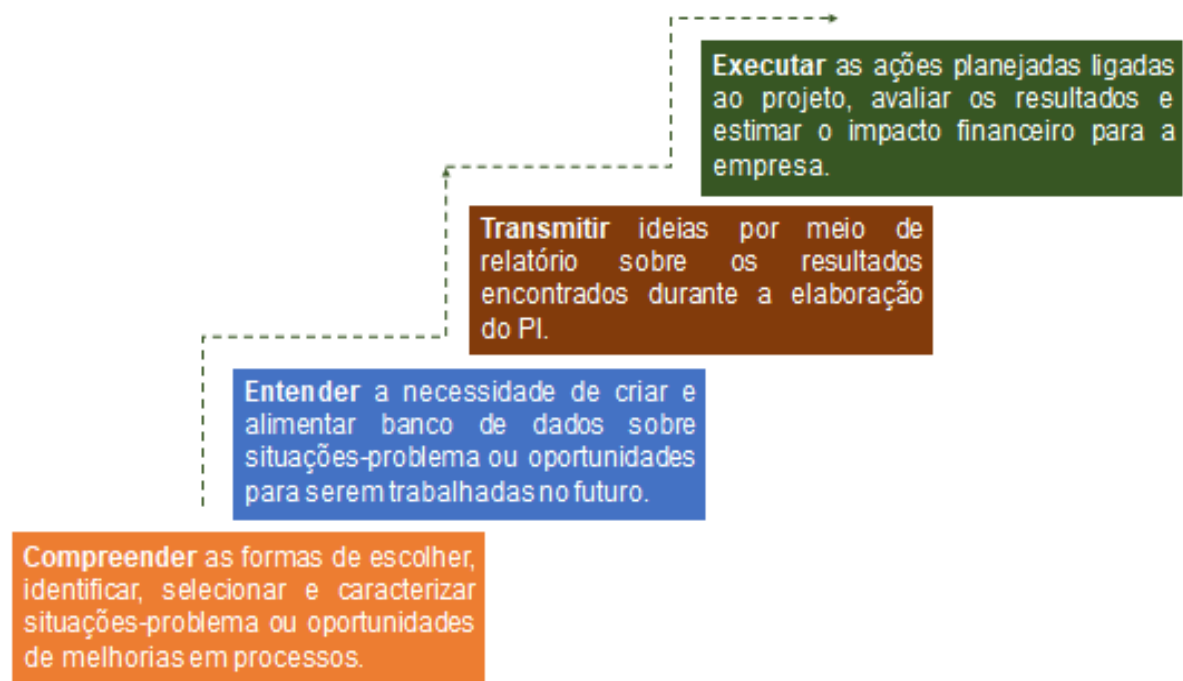 Executar as ações planejadas ligadas
ao projeto, avaliar os resultados e
estimar o impacto financeiro para a
empresa.
Transmitir ideias por meio de
relatório sobre os resultados
encontrados durante a elaboração
do PI.
Entender a necessidade de criar e
alimentar banco de dados sobre
situações-problema ou oportunidades
para serem trabalhadas no futuro.
Compreender as formas de escolher,
identificar, selecionar e caracterizar
situações-problema ou oportunidades
de melhorias em processos.